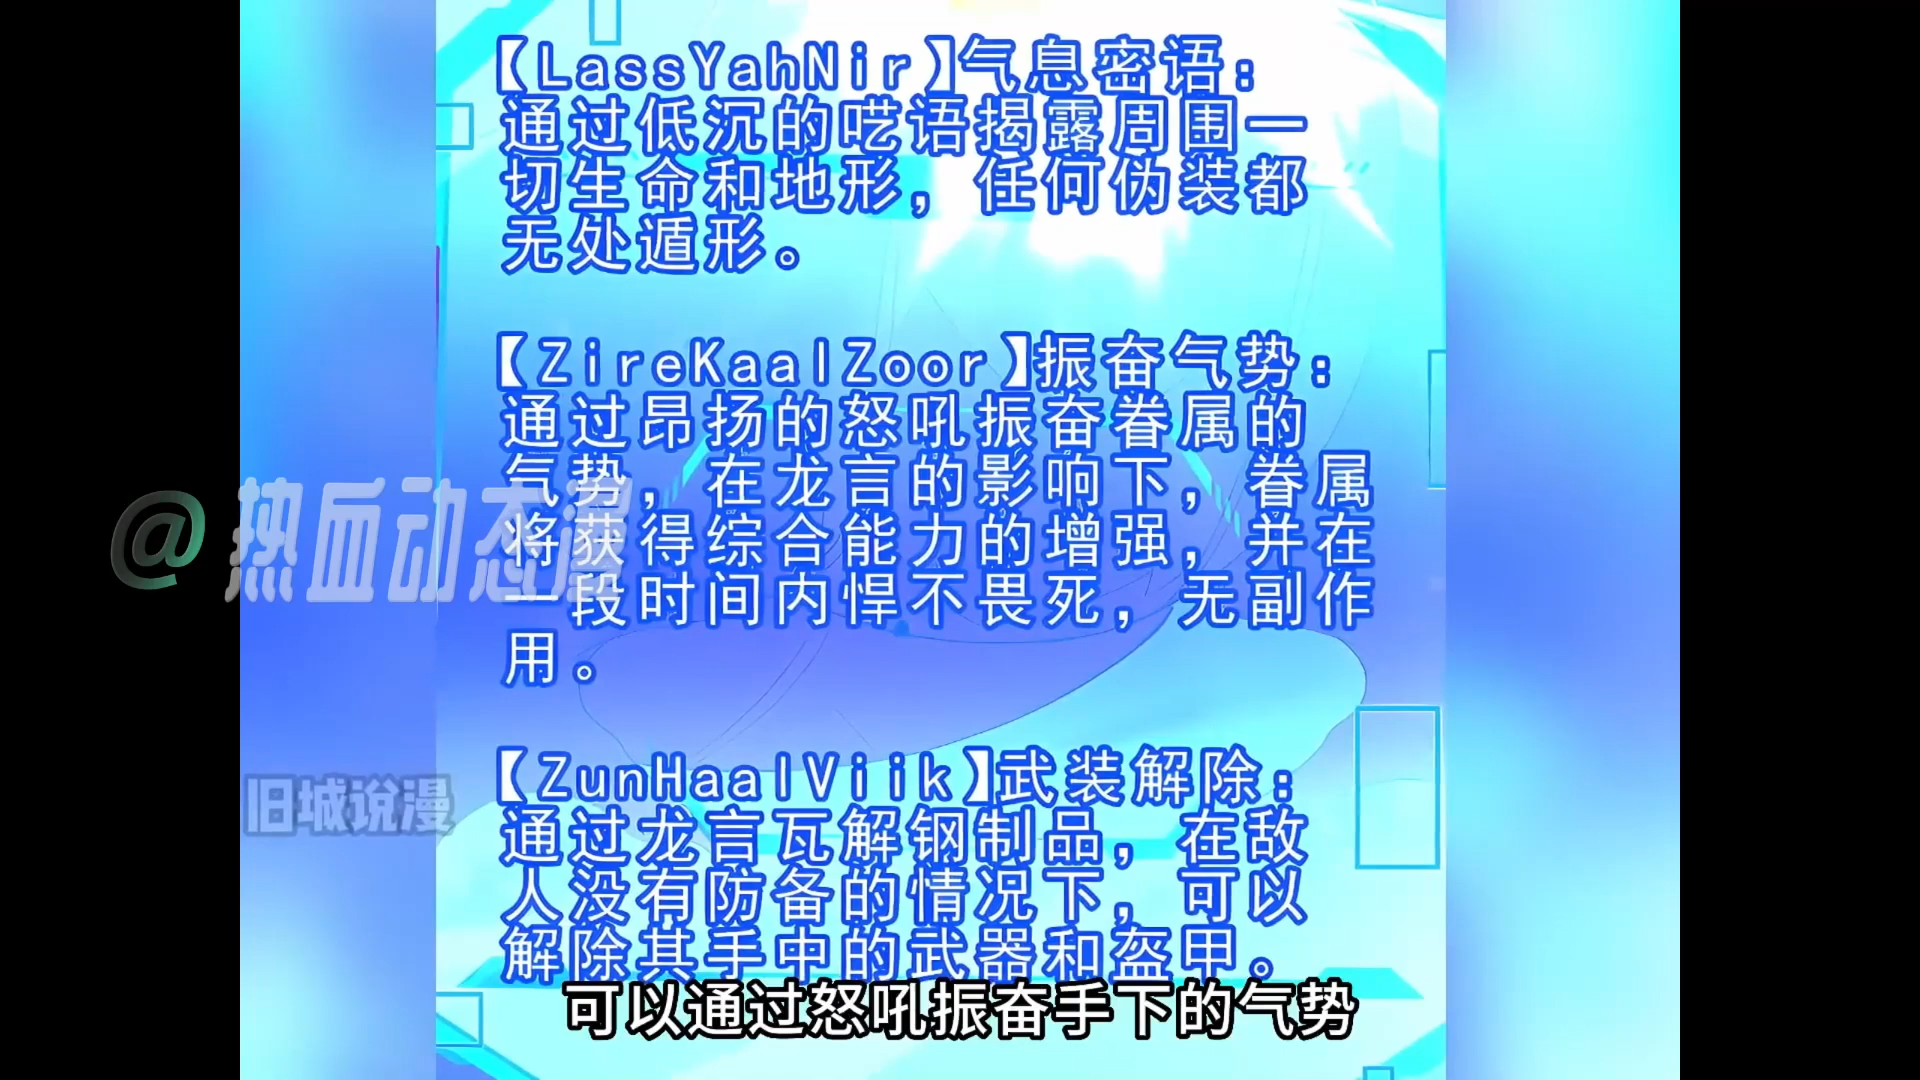 【LassYahNir】气息密语：
通过低沉的呓语揭露周围一
切生命和地形，任何伪装都
无处遁形。
【ZireKaalZoor】振奋气势：
通过昂扬的怒吼振奋眷属的
气势，在龙言的影响下，眷属
将获得综合能力的增强，并在
一段时间内悍不畏死，无副作
用。
@热血动态漫
【ZunHaalViik】武装解除：
旧城说漫
通过龙言瓦解钢制品，在敌
人没有防备的情况下，可以
解除其手中的武器和盔甲。
可以通过怒吼振奋手下的气势